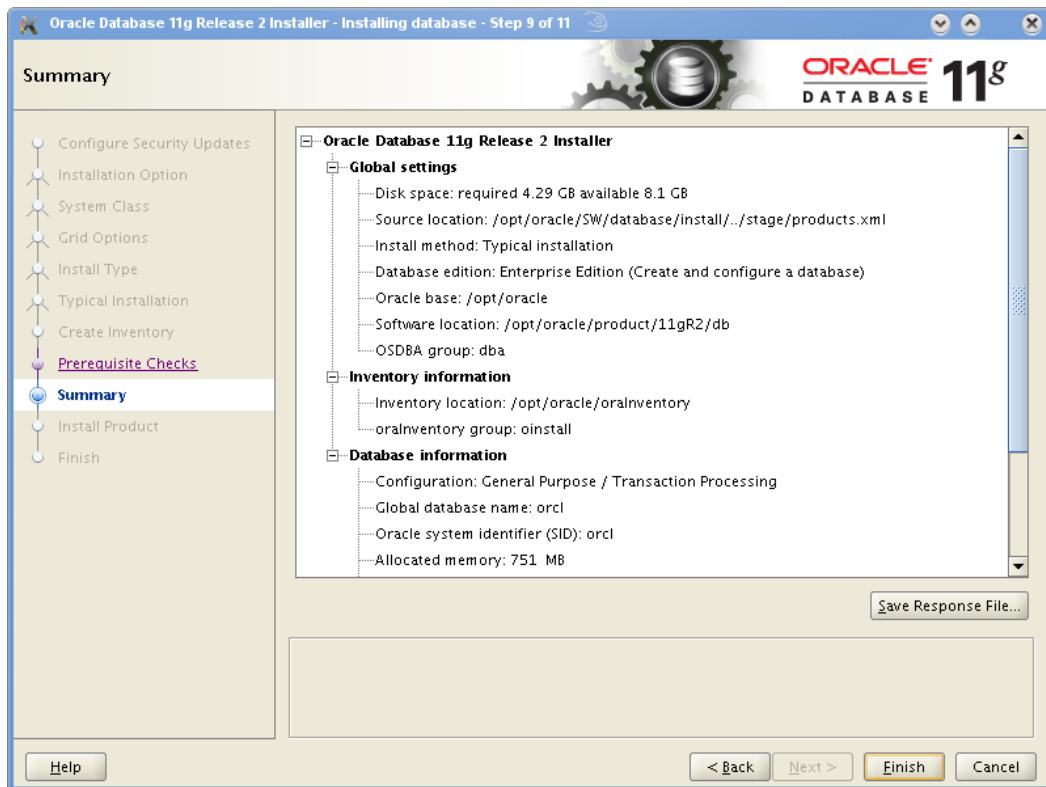 Oracle Database 11g Release 2 Installer - Installing database - Step 9 of 11
Summary
ORACLE
DATABASE
11g
Configure Security Updates
Installation Option
System Class
Grid Options
Install Type
Typical Installation
Create Inventory
Prerequisite Checks
Summary
Install Product
Finish
Oracle Database 11g Release 2 Installer
Global settings
Disk space: required 4.29 GB available 8.1 GB
Source location: /opt/oracle/SW/database/install/../stage/products.xml
Install method: Typical installation
Database edition: Enterprise Edition (Create and configure a database)
Oracle base: /opt/oracle
Software location: /opt/oracle/product/11gR2/db
OSDBA group: dba
Inventory information
Inventory location: /opt/oracle/oraInventory
oraInventory group: oinstall
Database information
Configuration: General Purpose / Transaction Processing
Global database name: orcl
Oracle system identifier (SID): orcl
Allocated memory: 751 MB
Save Response File...
Help
< Back
Next >
Finish
Cancel